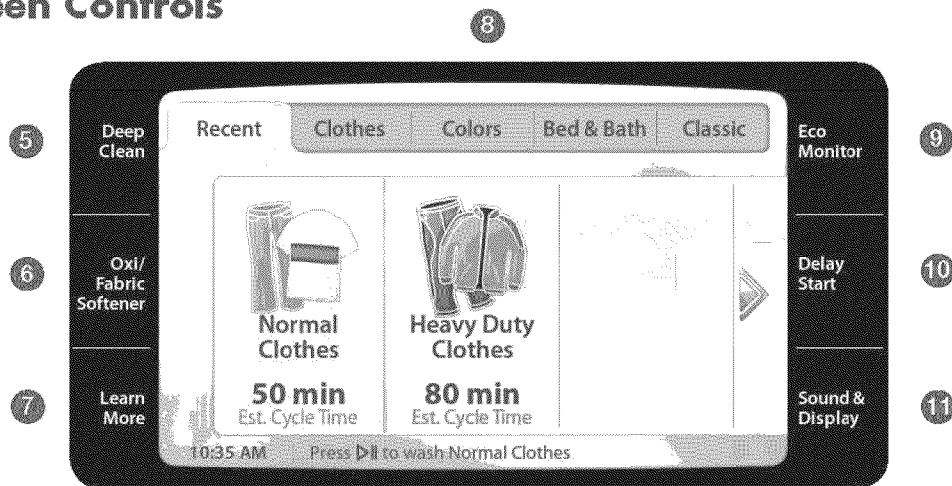 een Controls
8
5
Deep
Clean
Recent
Clothes
Colors
Bed & Bath
Classic
Eco
Monitor
9
6
Oxi/
Fabric
Softener
Normal
Clothes
50 min
Est. Cycle Time
Heavy Duty
Clothes
80 min
Est. Cycle Time
Delay
Start
10
7
Learn
More
Sound &
Display
11
10:35 AM
Press ▷II to wash Normal Clothes